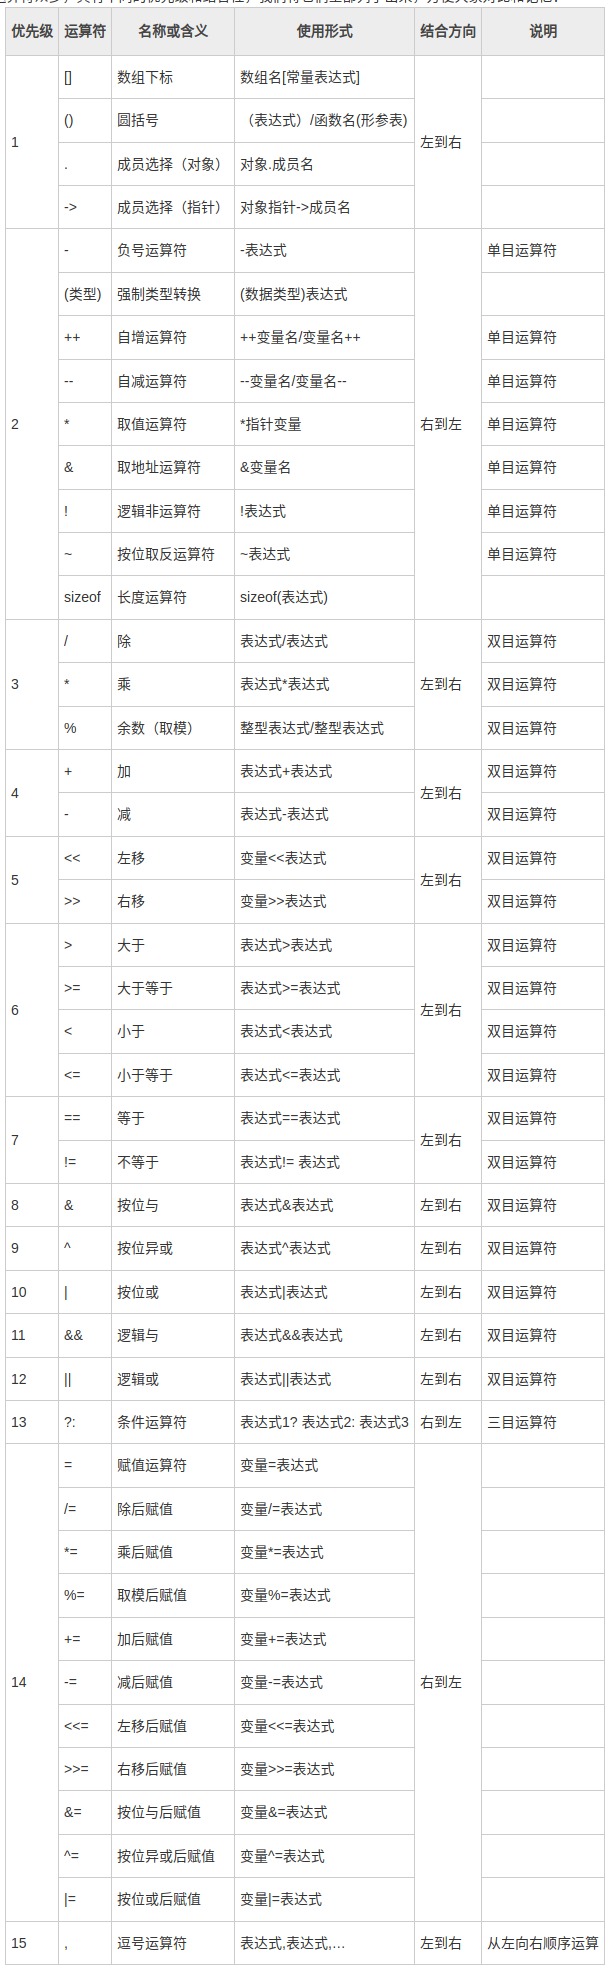 优先级 运算符 名称或含义 使用形式 结合方向 说明
1 [] 数组下标 数组名[常量表达式] 左到右
() 圆括号 （表达式）/函数名(形参表)
. 成员选择（对象） 对象.成员名
-> 成员选择（指针） 对象指针->成员名
2 - 负号运算符 -表达式 右到左 单目运算符
(类型) 强制类型转换 (数据类型)表达式
++ 自增运算符 ++变量名/变量名++ 单目运算符
-- 自减运算符 --变量名/变量名-- 单目运算符
* 取值运算符 *指针变量 单目运算符
& 取地址运算符 &变量名 单目运算符
! 逻辑非运算符 !表达式 单目运算符
~ 按位取反运算符 ~表达式 单目运算符
sizeof 长度运算符 sizeof(表达式)
3 / 除 表达式/表达式 左到右 双目运算符
* 乘 表达式*表达式 双目运算符
% 余数（取模） 整型表达式/整型表达式 双目运算符
4 + 加 表达式+表达式 左到右 双目运算符
- 减 表达式-表达式 双目运算符
5 << 左移 变量<<表达式 左到右 双目运算符
>> 右移 变量>>表达式 双目运算符
6 > 大于 表达式>表达式 左到右 双目运算符
>= 大于等于 表达式>=表达式 双目运算符
< 小于 表达式<表达式 双目运算符
<= 小于等于 表达式<=表达式 双目运算符
7 == 等于 表达式==表达式 左到右 双目运算符
!= 不等于 表达式!= 表达式 双目运算符
8 & 按位与 表达式&表达式 左到右 双目运算符
9 ^ 按位异或 表达式^表达式 左到右 双目运算符
10 | 按位或 表达式|表达式 左到右 双目运算符
11 && 逻辑与 表达式&&表达式 左到右 双目运算符
12 || 逻辑或 表达式||表达式 左到右 双目运算符
13 ?: 条件运算符 表达式1? 表达式2: 表达式3 右到左 三目运算符
14 = 赋值运算符 变量=表达式 右到左
/= 除后赋值 变量/=表达式
*= 乘后赋值 变量*=表达式
%= 取模后赋值 变量%=表达式
+= 加后赋值 变量+=表达式
-= 减后赋值 变量-=表达式
<<= 左移后赋值 变量<<=表达式
>>= 右移后赋值 变量>>=表达式
&= 按位与后赋值 变量&=表达式
^= 按位异或后赋值 变量^=表达式
|= 按位或后赋值 变量|=表达式
15 , 逗号运算符 表达式,表达式,… 左到右 从左向右顺序运算